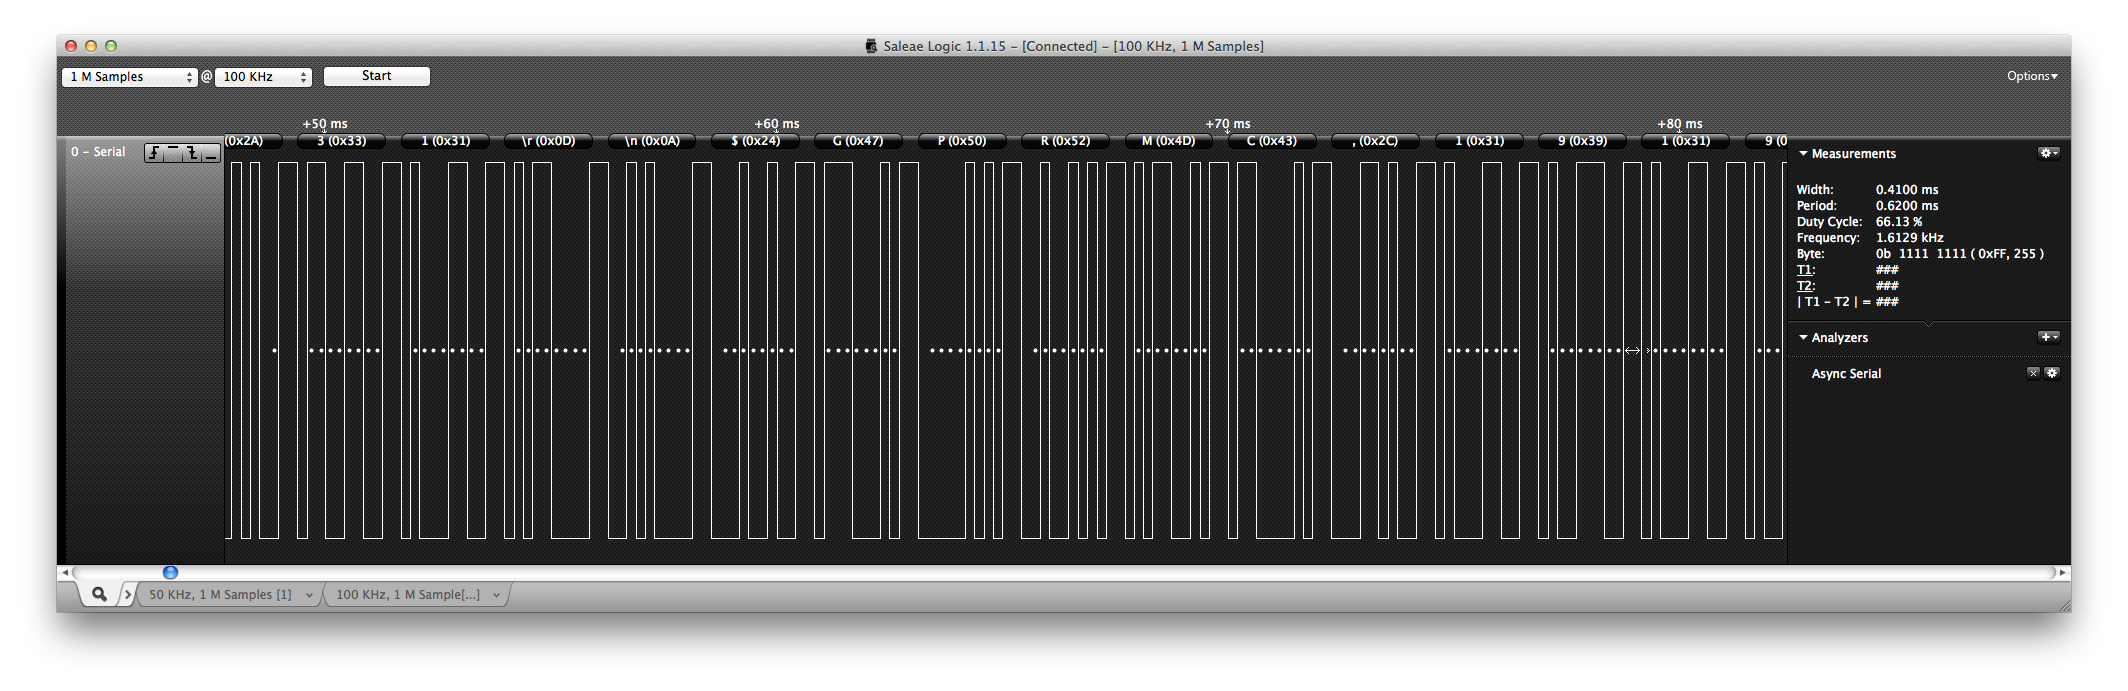 Saleae Logic 1.1.15 – [Connected] – [100 KHz, 1 M Samples]
1 M Samples @ 100 KHz Start
Options▾
+50 ms +60 ms +70 ms +80 ms
(0x2A) 3 (0x33) 1 (0x31) \r (0x0D) \n (0x0A) $ (0x24) G (0x47) P (0x50) R (0x52) M (0x4D) C (0x43) , (0x2C) 1 (0x31) 9 (0x39) 1 (0x31) 9 (0
0 – Serial
Measurements
Width: 0.4100 ms
Period: 0.6200 ms
Duty Cycle: 66.13 %
Frequency: 1.6129 kHz
Byte: 0b 1111 1111 ( 0xFF, 255 )
T1: ###
T2: ###
| T1 – T2 | = ###
Analyzers
Async Serial
50 KHz, 1 M Samples [1]
100 KHz, 1 M Sample[...]